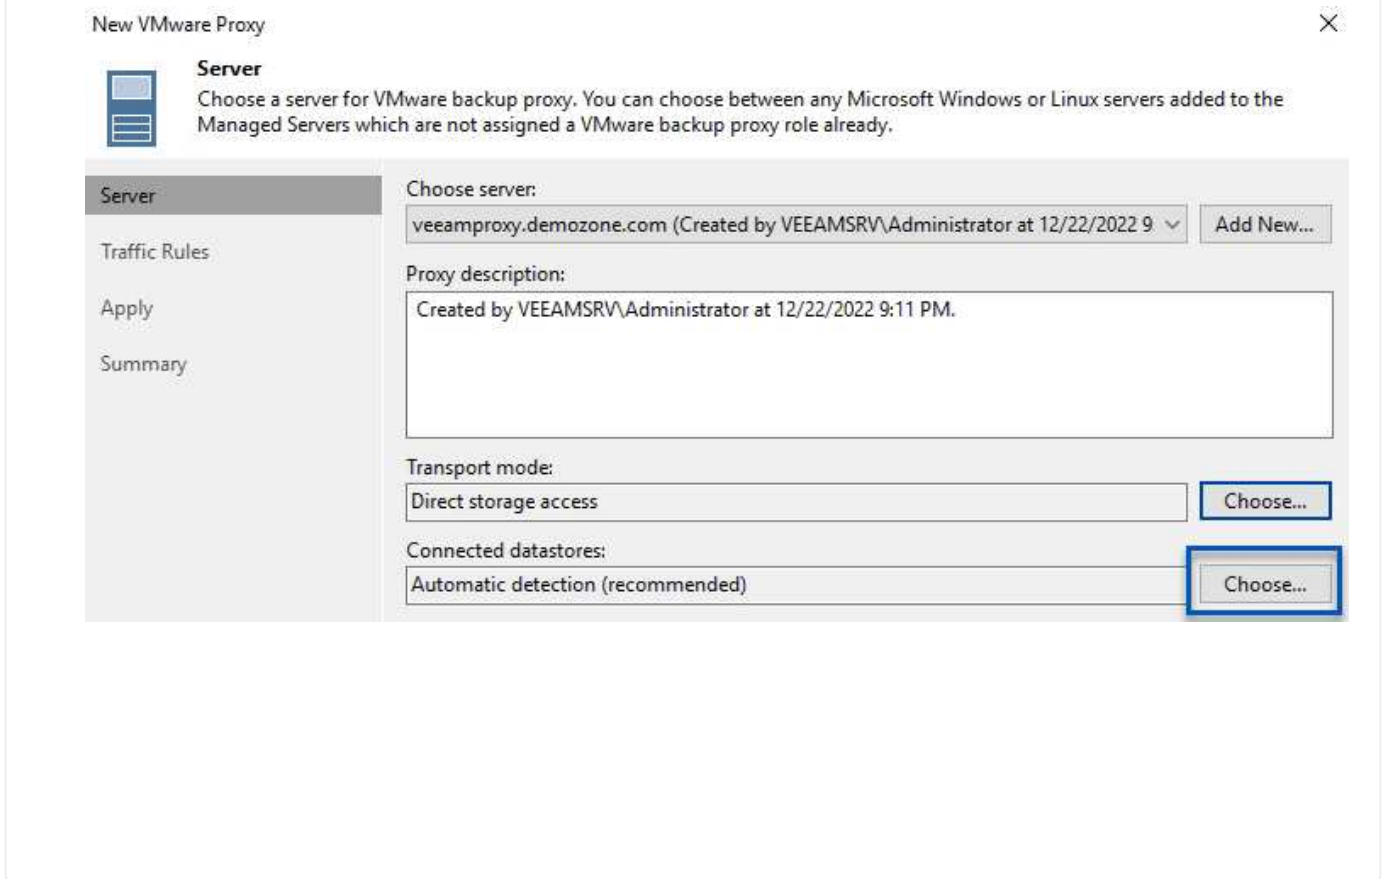 New VMware Proxy
Server
Choose a server for VMware backup proxy. You can choose between any Microsoft Windows or Linux servers added to the
Managed Servers which are not assigned a VMware backup proxy role already.
Server
Traffic Rules
Apply
Summary
Choose server:
veeamproxy.demozone.com (Created by VEEAMSRV\Administrator at 12/22/2022 9
Add New...
Proxy description:
Created by VEEAMSRV\Administrator at 12/22/2022 9:11 PM.
Transport mode:
Direct storage access
Choose...
Connected datastores:
Automatic detection (recommended)
Choose...